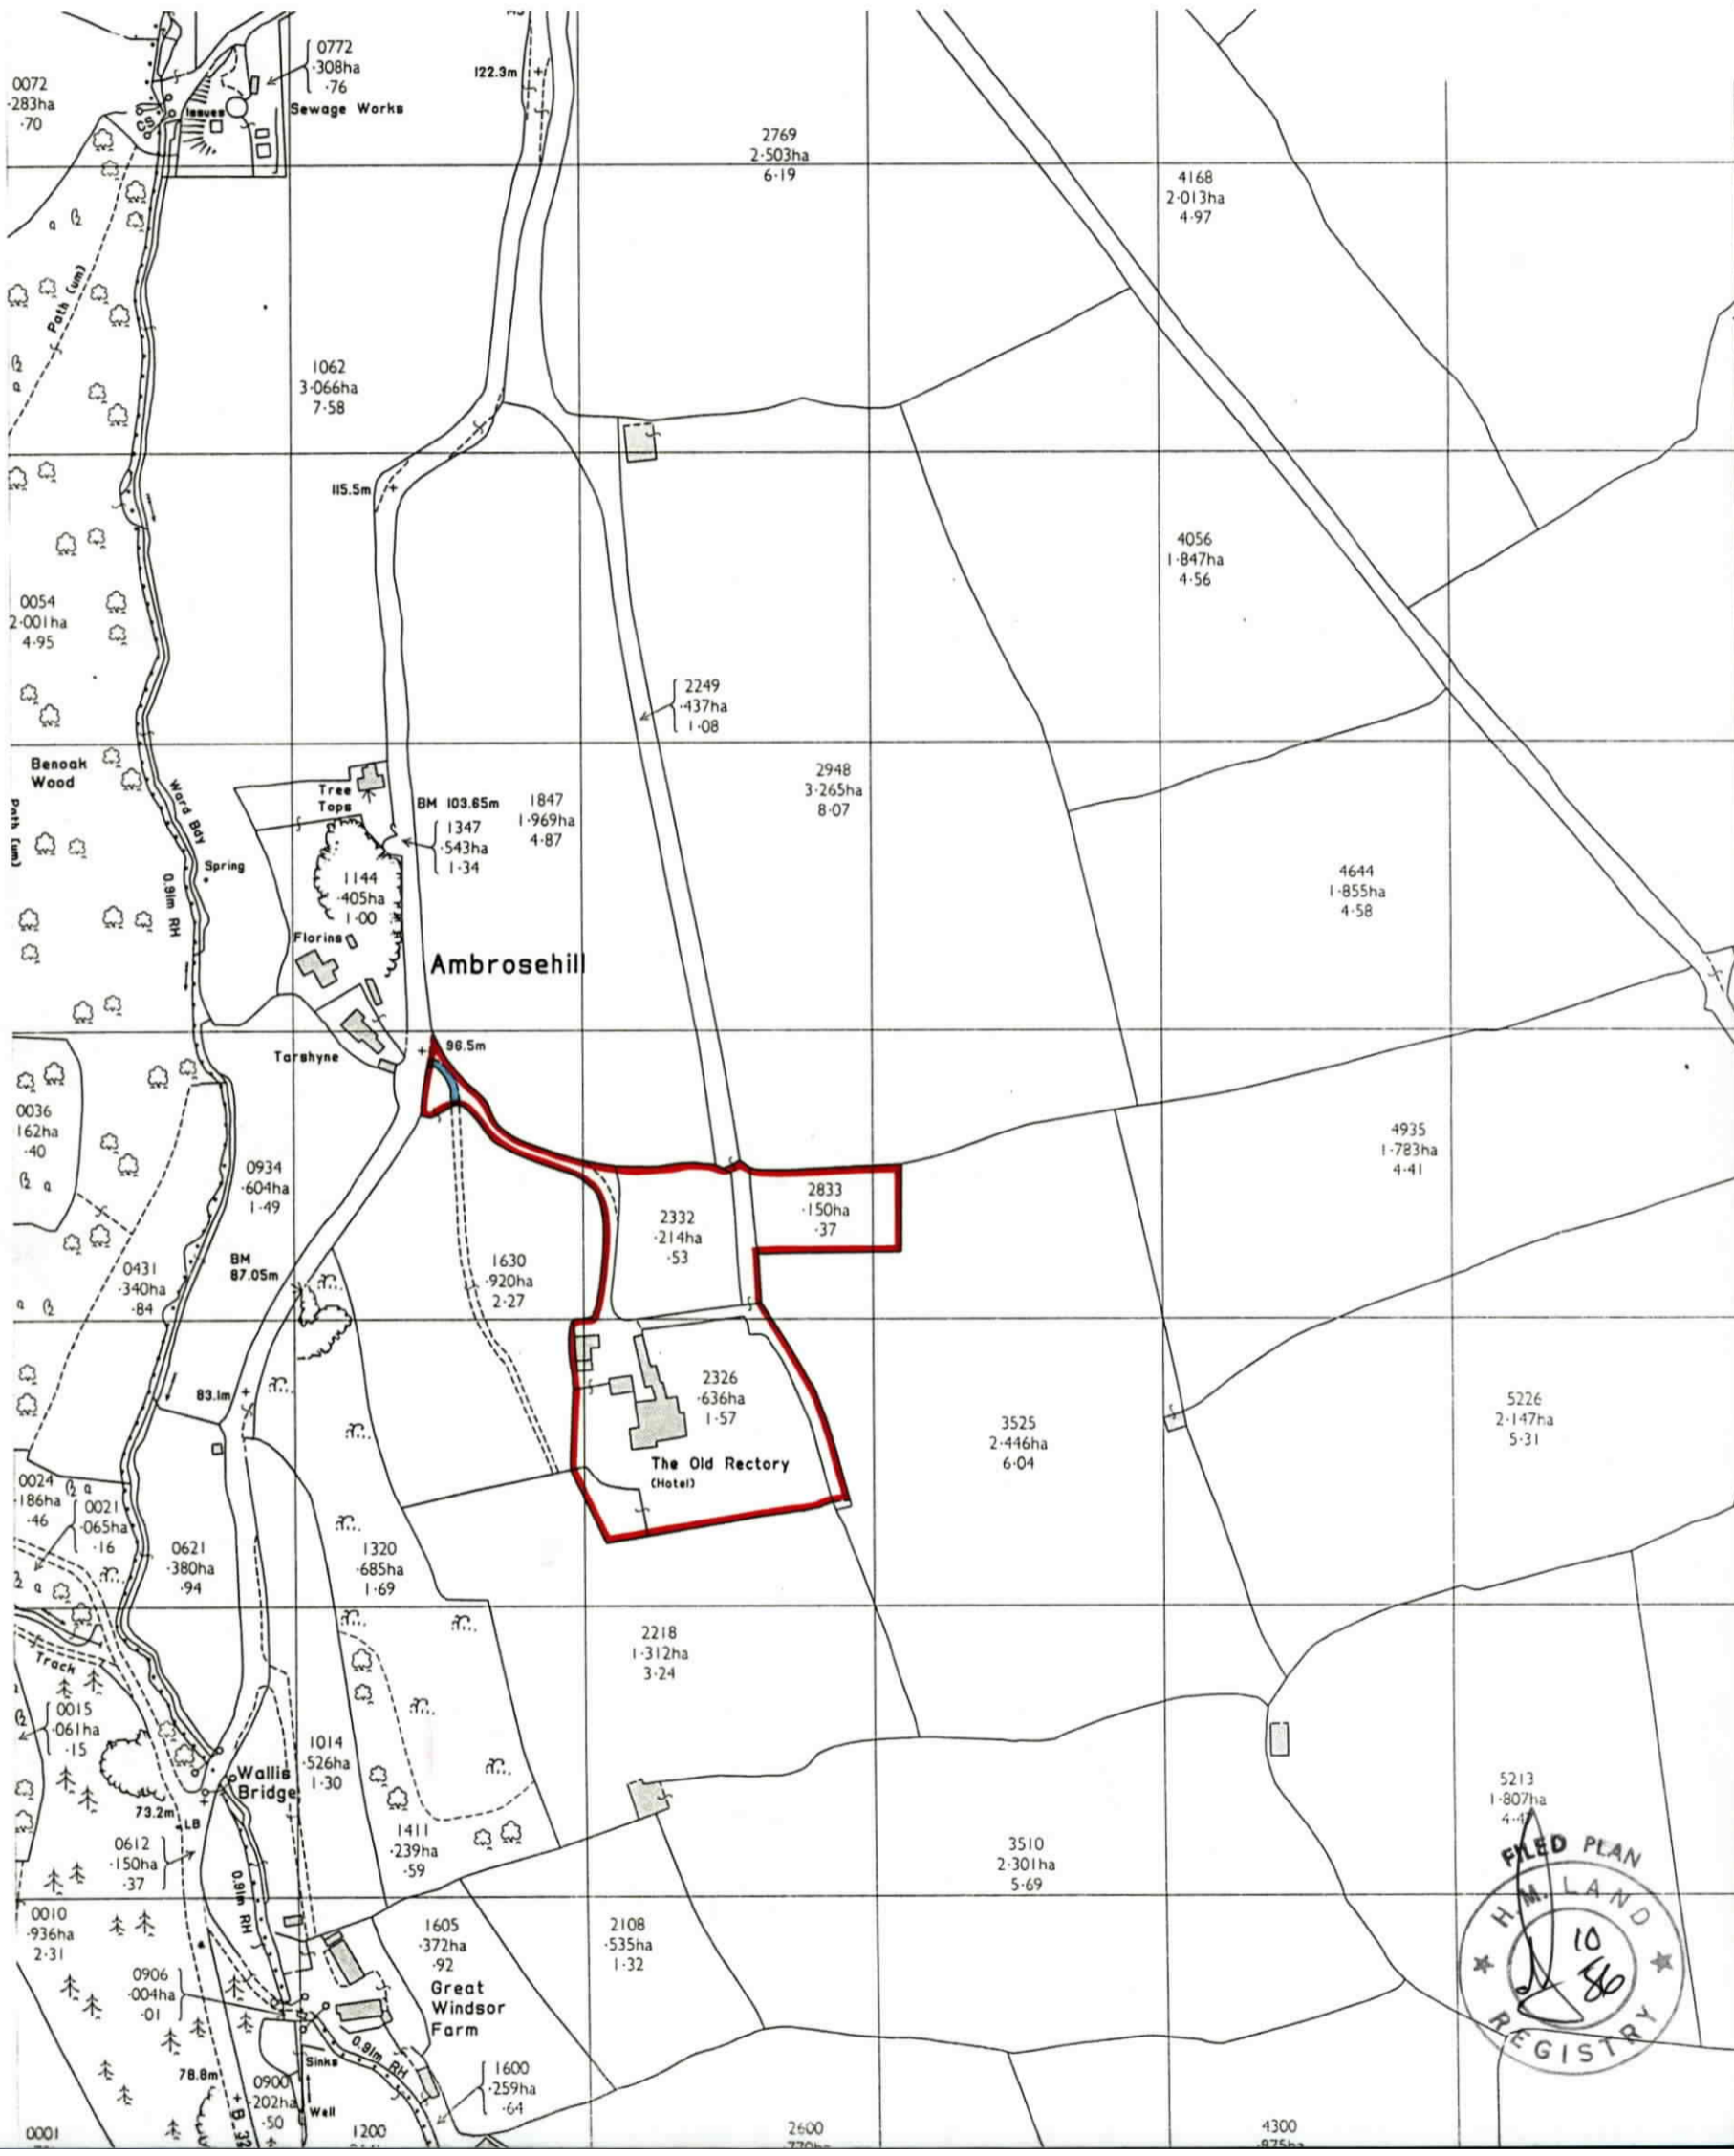 0772
·308ha
·76
0072
·283ha
·70
Sewage Works
Issues
CS
122.3m
2769
2·503ha
6·19
4168
2·013ha
4·97
Path (um)
1062
3·066ha
7·58
115.5m
4056
1·847ha
4·56
0054
2·001ha
4·95
2249
·437ha
1·08
Benoak
Wood
Path (um)
Ward Bdy
Tree
Tops
BM 103.65m
1347
·543ha
1·34
1847
1·969ha
4·87
2948
3·265ha
8·07
Spring
0.91m RH
1144
·405ha
1·00
4644
1·855ha
4·58
Florins
Ambrosehill
Tarshyne
96.5m
0036
·162ha
·40
0934
·604ha
1·49
4935
1·783ha
4·41
2833
·150ha
·37
2332
·214ha
·53
BM
87.05m
0431
·340ha
·84
1630
·920ha
2·27
83.1m
2326
·636ha
1·57
The Old Rectory
(Hotel)
3525
2·446ha
6·04
5226
2·147ha
5·31
0024
·186ha
·46
0021
·065ha
·16
0621
·380ha
·94
1320
·685ha
1·69
2218
1·312ha
3·24
Track
0015
·061ha
·15
1014
·526ha
1·30
Wallis
Bridge
73.2m
LB
0612
·150ha
·37
1411
·239ha
·59
0.91m RH
3510
2·301ha
5·69
5213
1·807ha
FILED PLAN
H.M. LAND
REGISTRY
10
86
0010
·936ha
2·31
1605
·372ha
·92
2108
·535ha
1·32
0906
·004ha
·01
Great
Windsor
Farm
0.91m RH
Sinks
78.8m
0900
·202ha
·50
Well
1600
·259ha
·64
0001
1200
2600
4300